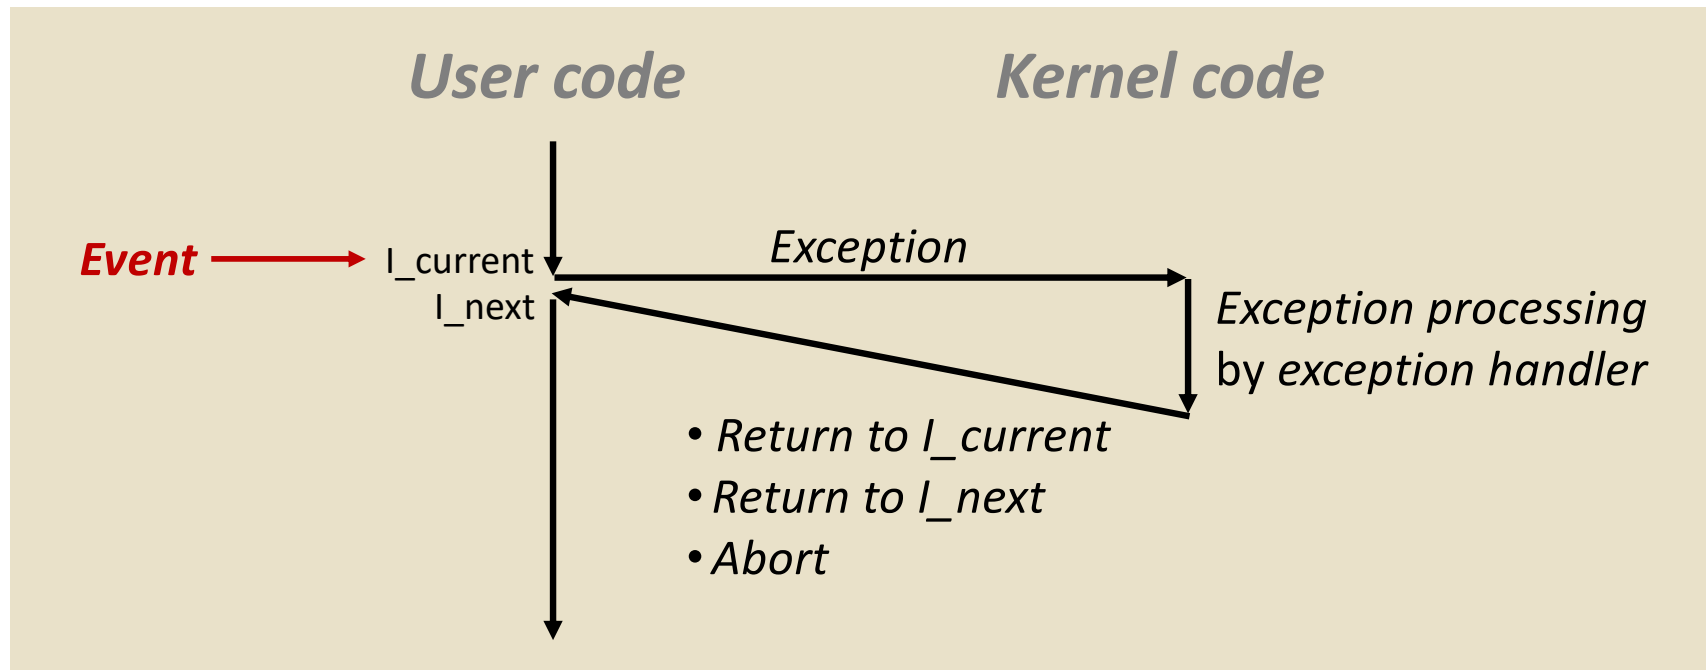 User code
Kernel code
Event
I_current
Exception
I_next
Exception processing
by exception handler
• Return to I_current
• Return to I_next
• Abort